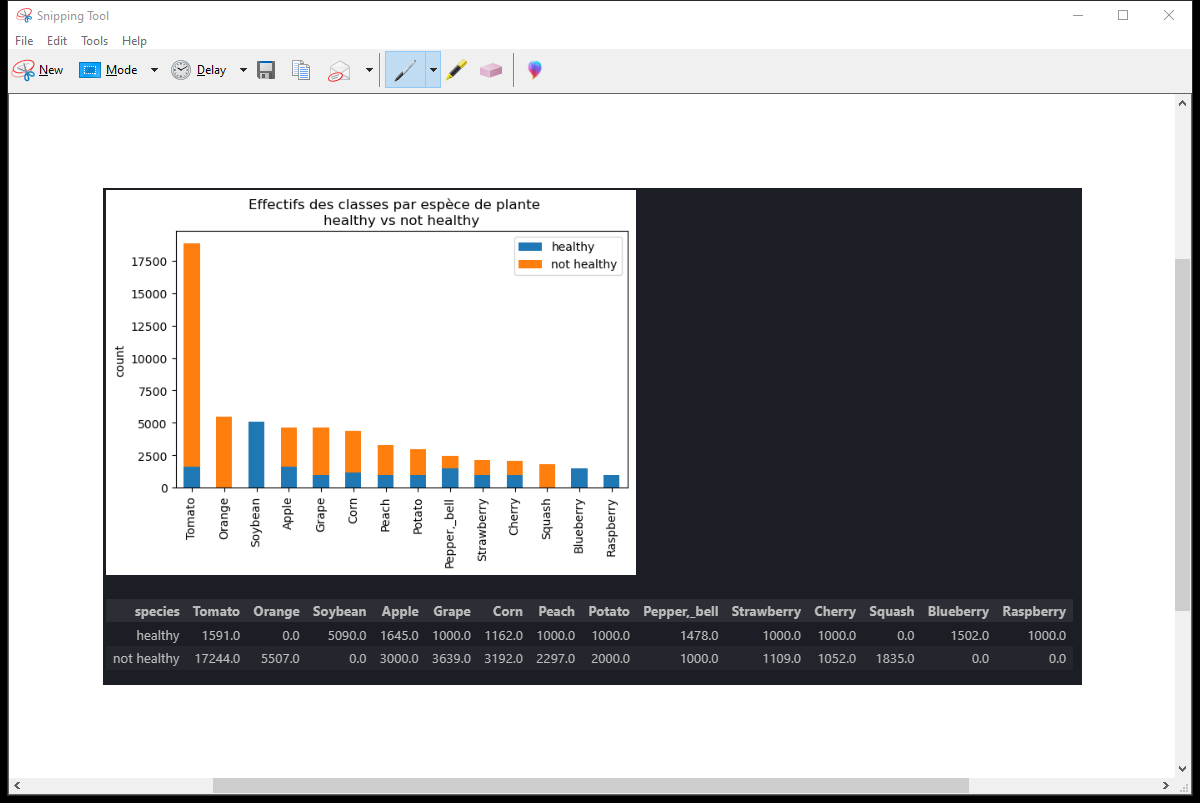 Snipping Tool
File Edit Tools Help
New Mode Delay
Effectifs des classes par espèce de plante
healthy vs not healthy
healthy
not healthy
count
17500
15000
12500
10000
7500
5000
2500
0
Tomato
Orange
Soybean
Apple
Grape
Corn
Peach
Potato
Pepper,_bell
Strawberry
Cherry
Squash
Blueberry
Raspberry
species Tomato Orange Soybean Apple Grape Corn Peach Potato Pepper,_bell Strawberry Cherry Squash Blueberry Raspberry
healthy 1591.0 0.0 5090.0 1645.0 1000.0 1162.0 1000.0 1000.0 1478.0 1000.0 1000.0 0.0 1502.0 1000.0
not healthy 17244.0 5507.0 0.0 3000.0 3639.0 3192.0 2297.0 2000.0 1000.0 1109.0 1052.0 1835.0 0.0 0.0